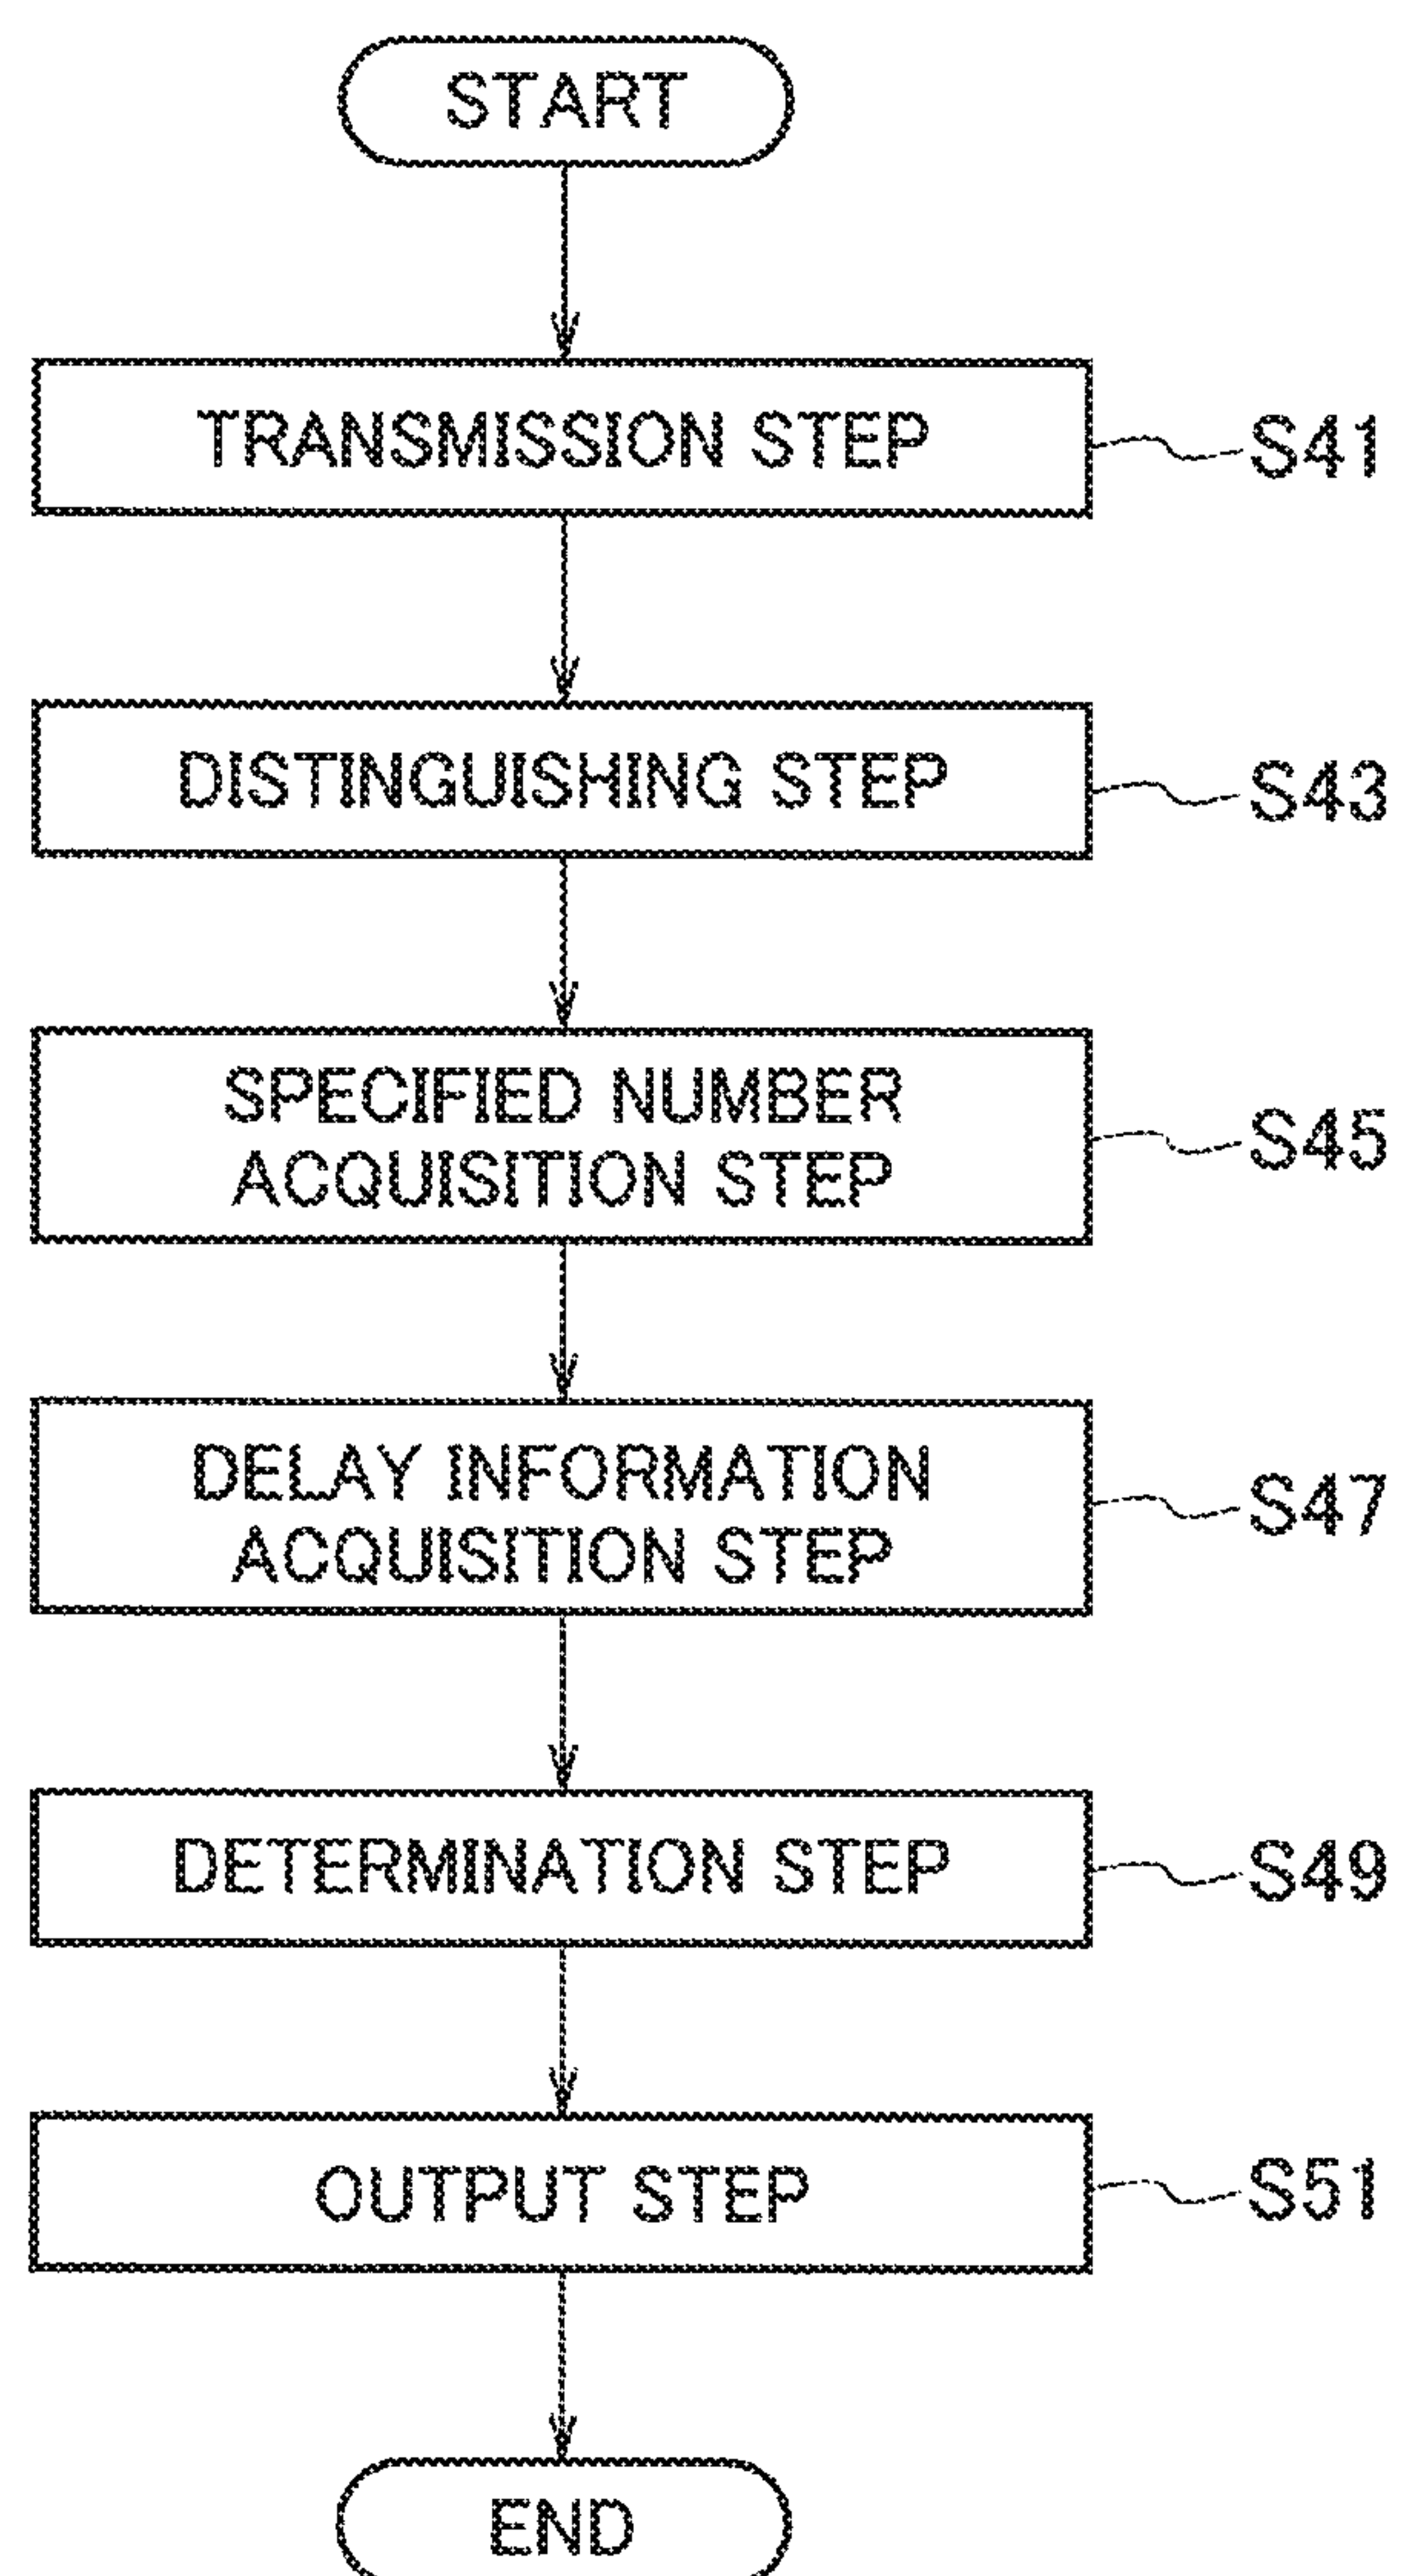 START
TRANSMISSION STEP
S41
DISTINGUISHING STEP
S43
SPECIFIED NUMBER
ACQUISITION STEP
S45
DELAY INFORMATION
ACQUISITION STEP
S47
DETERMINATION STEP
S49
OUTPUT STEP
S51
END